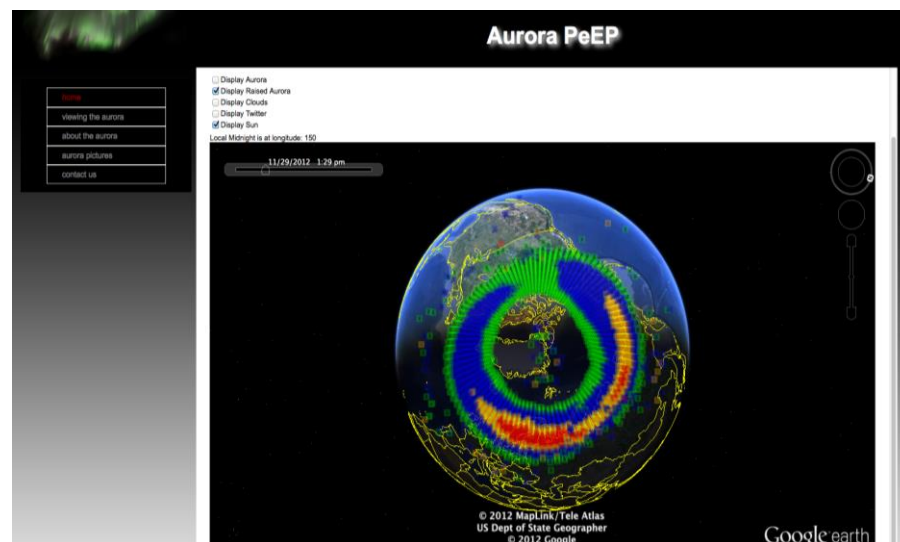 Aurora PeEP
home
viewing the aurora
about the aurora
aurora pictures
contact us
Display Aurora
Display Raised Aurora
Display Clouds
Display Twitter
Display Sun
Local Midnight is at longitude: 150
11/29/2012 1:29 pm
© 2012 MapLink/Tele Atlas
US Dept of State Geographer
© 2012 Google
Google earth